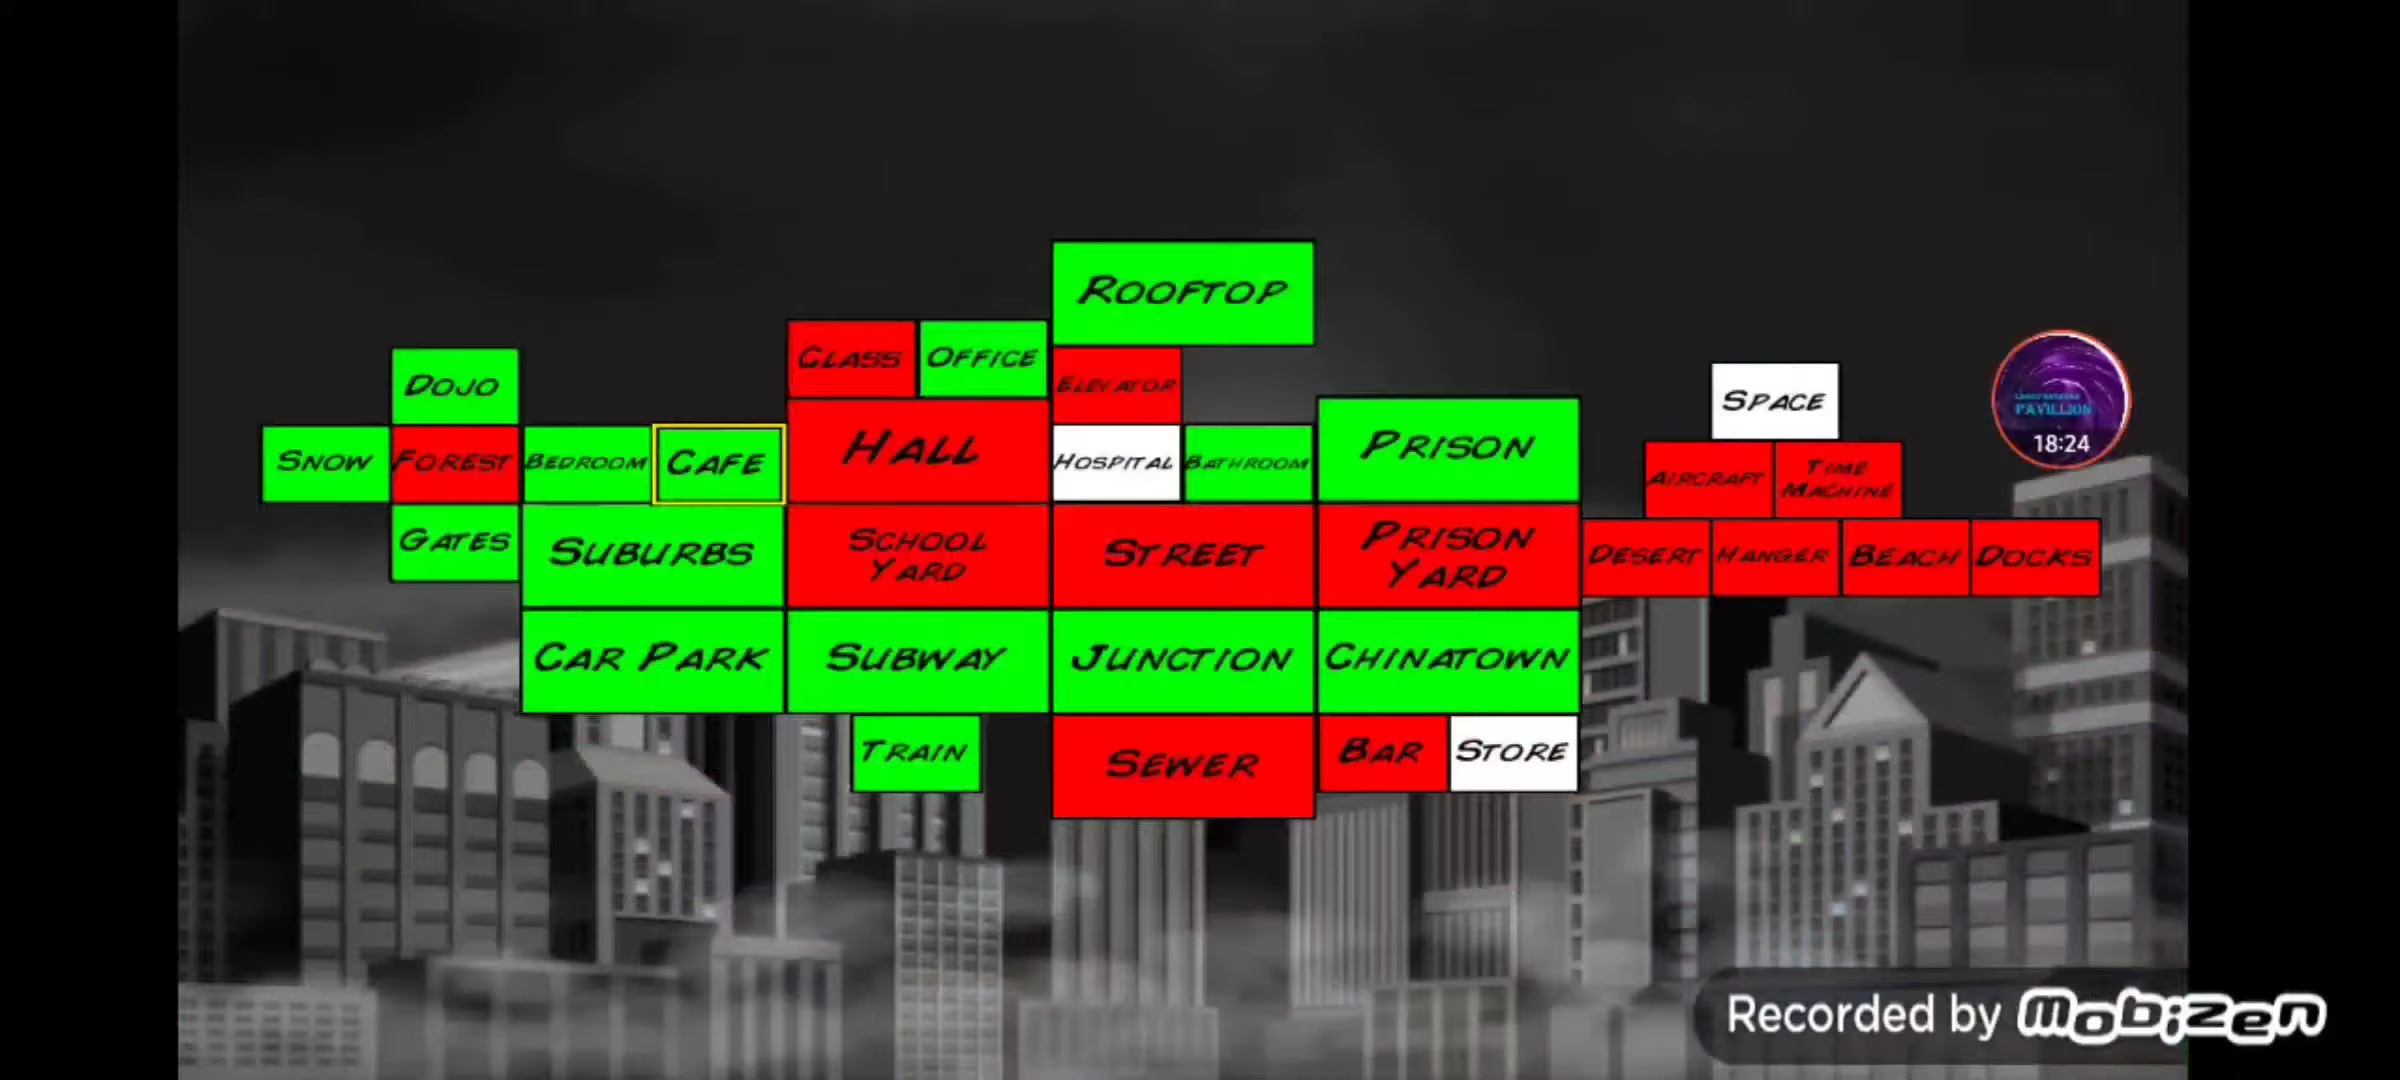 ROOFTOP
CLASS
OFFICE
ELEVATOR
DOJO
SPACE
SNOW
FOREST
BEDROOM
CAFE
HALL
HOSPITAL
BATHROOM
PRISON
AIRCRAFT
TIME
MACHINE
PAVILLION
18:24
GATES
SUBURBS
SCHOOL
YARD
STREET
PRISON
YARD
DESERT
HANGER
BEACH
DOCKS
CAR PARK
SUBWAY
JUNCTION
CHINATOWN
TRAIN
SEWER
BAR
STORE
Recorded by mobizen